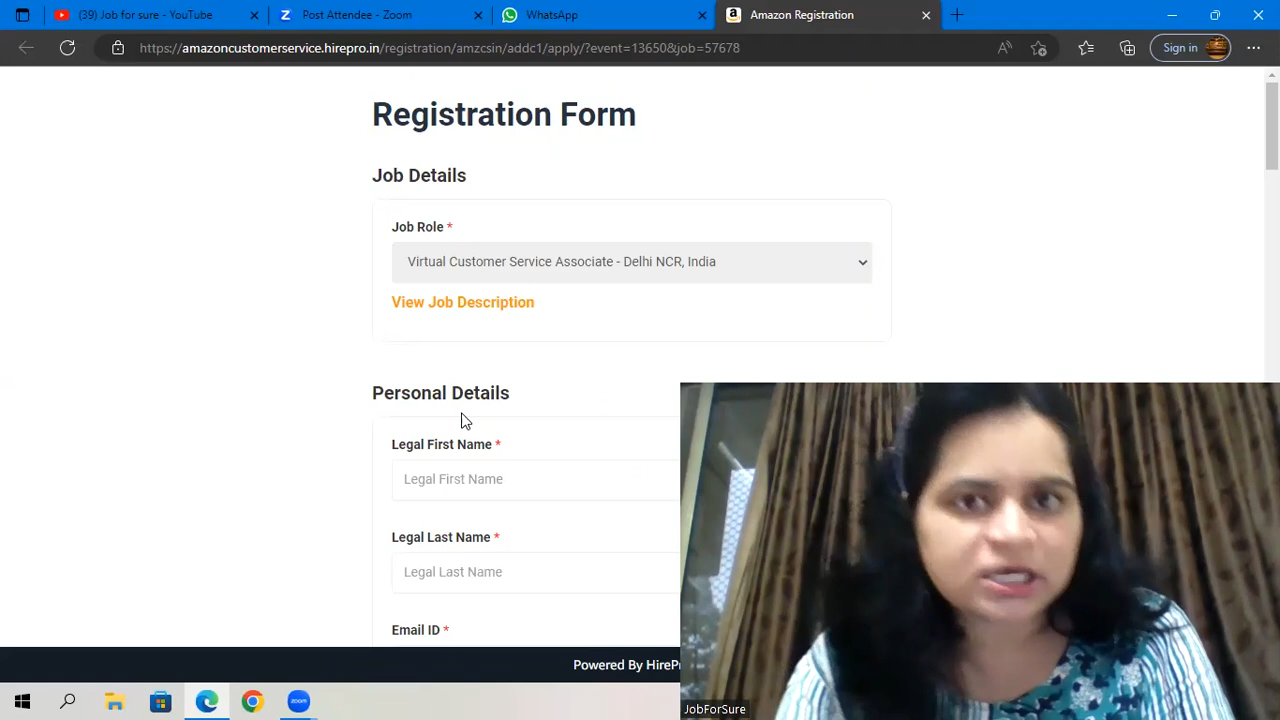 (39) Job for sure - YouTube
Post Attendee - Zoom
WhatsApp
Amazon Registration
https://amazoncustomerservice.hirepro.in/registration/amzcsin/addc1/apply/?event=13650&job=57678
Sign in
Registration Form
Job Details
Job Role *
Virtual Customer Service Associate - Delhi NCR, India
View Job Description
Personal Details
Legal First Name *
Legal First Name
Legal Last Name *
Legal Last Name
Email ID *
Powered By HirePr
zoom
JobForSure